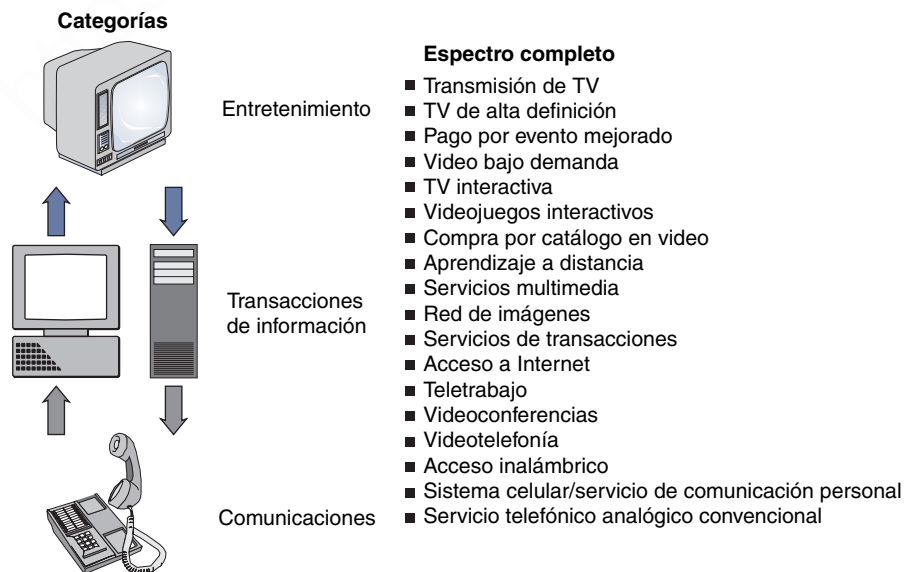 Categorías
Entretenimiento
Transacciones
de información
Comunicaciones
Espectro completo
Transmisión de TV
TV de alta definición
Pago por evento mejorado
Video bajo demanda
TV interactiva
Videojuegos interactivos
Compra por catálogo en video
Aprendizaje a distancia
Servicios multimedia
Red de imágenes
Servicios de transacciones
Acceso a Internet
Teletrabajo
Videoconferencias
Videotelefonía
Acceso inalámbrico
Sistema celular/servicio de comunicación personal
Servicio telefónico analógico convencional